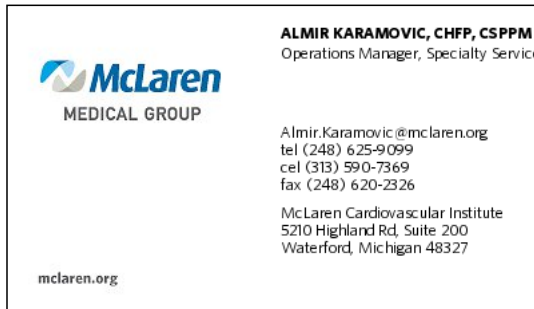 McLaren
MEDICAL GROUP
mclaren.org
ALMIR KARAMOVIC, CHFP, CSPPM
Operations Manager, Specialty
Almir.Karamovic@mclaren.org
tel (248) 625-9099
cel (313) 590-7369
fax (248) 620-2326
McLaren Cardiovascular Institute
5210 Highland Rd, Suite 200
Waterford, Michigan 48327